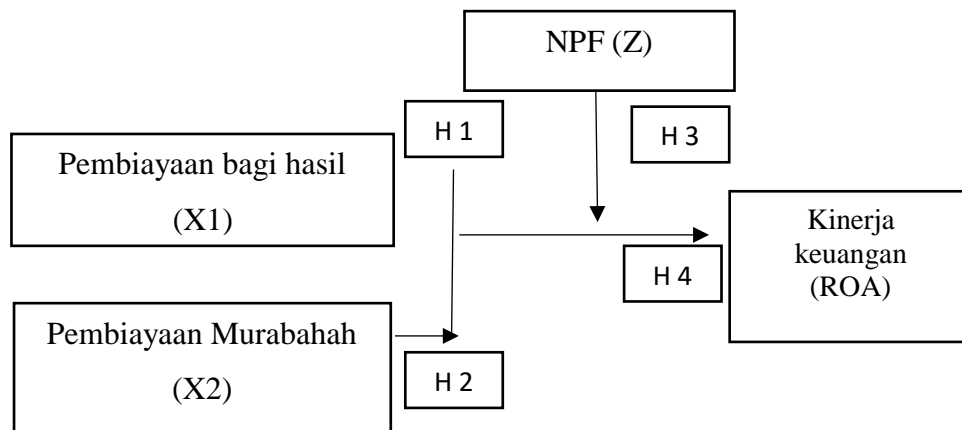 NPF (Z)
H 1
H 3
Pembiayaan bagi hasil
(X1)
Kinerja
keuangan
(ROA)
H 4
Pembiayaan Murabahah
(X2)
H 2